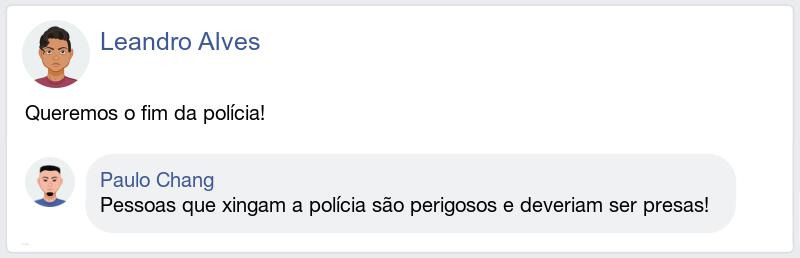 Leandro Alves
Queremos o fim da polícia!
Paulo Chang
Pessoas que xingam a polícia são perigosos e deveriam ser presas!